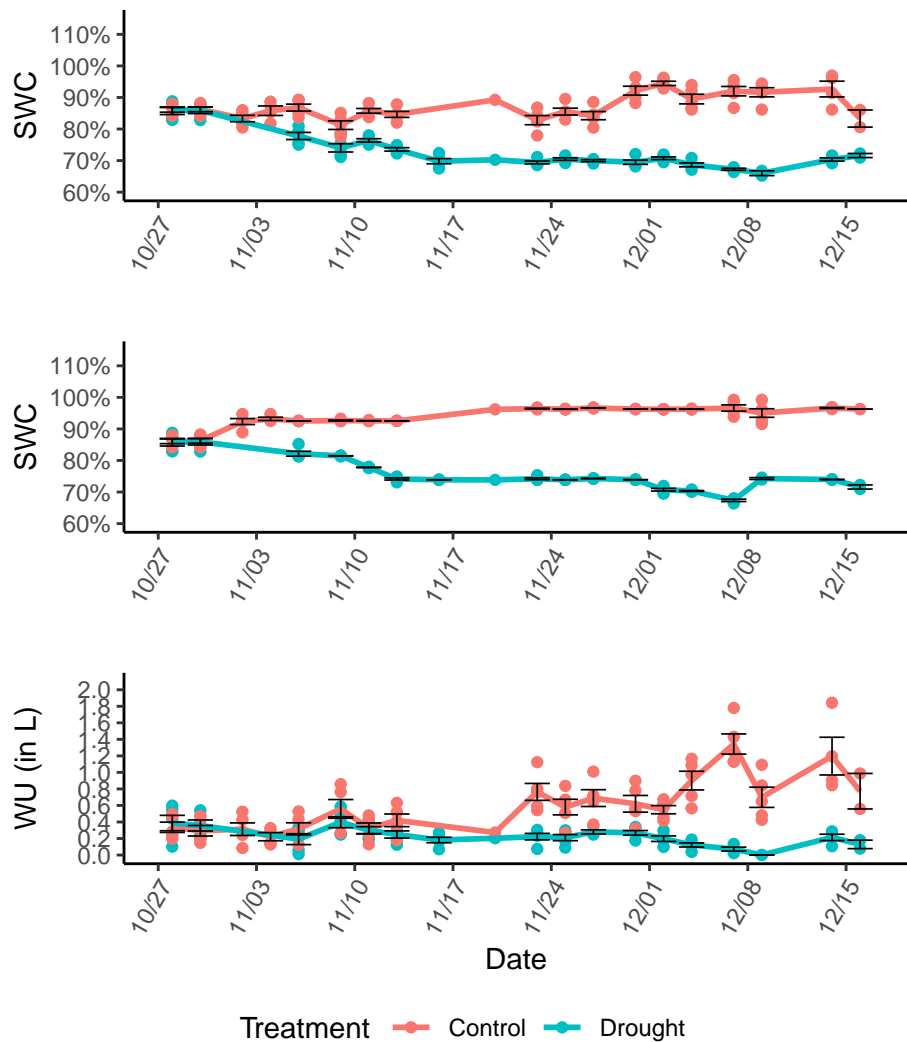 SWC
110%
100%
90%
80%
70%
60%
10/27 11/03 11/10 11/17 11/24 12/01 12/08 12/15
SWC
110%
100%
90%
80%
70%
60%
10/27 11/03 11/10 11/17 11/24 12/01 12/08 12/15
WU (in L)
2.0
1.8
1.6
1.4
1.2
1.0
0.8
0.6
0.4
0.2
0.0
10/27 11/03 11/10 11/17 11/24 12/01 12/08 12/15
Date
Treatment Control Drought